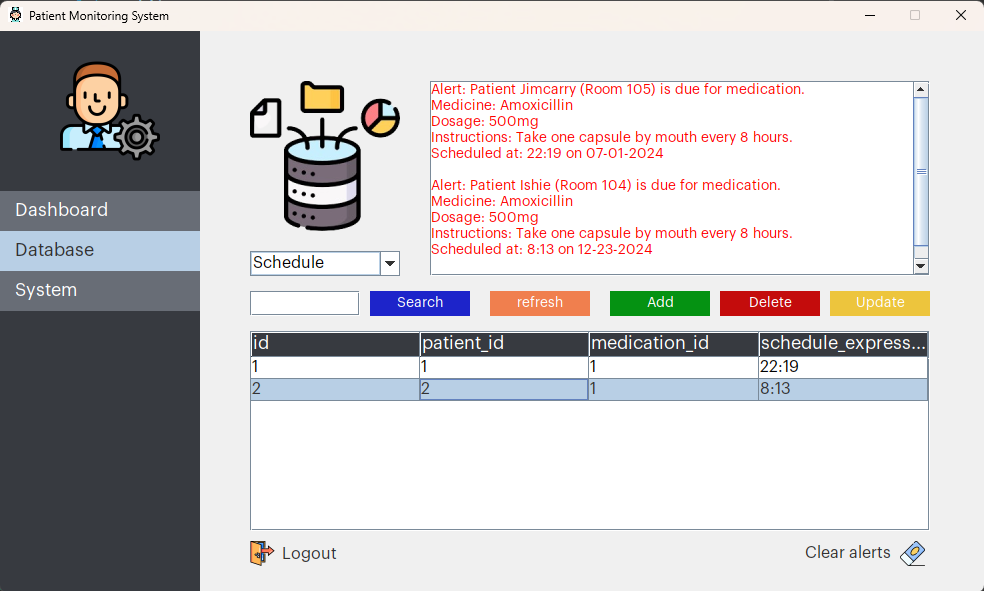 Patient Monitoring System
Dashboard
Database
System
Alert: Patient Jimcarry (Room 105) is due for medication.
Medicine: Amoxicillin
Dosage: 500mg
Instructions: Take one capsule by mouth every 8 hours.
Scheduled at: 22:19 on 07-01-2024
Alert: Patient Ishie (Room 104) is due for medication.
Medicine: Amoxicillin
Dosage: 500mg
Instructions: Take one capsule by mouth every 8 hours.
Scheduled at: 8:13 on 12-23-2024
Schedule
Search refresh Add Delete Update
id patient_id medication_id schedule_express...
1 1 1 22:19
2 2 1 8:13
Logout Clear alerts